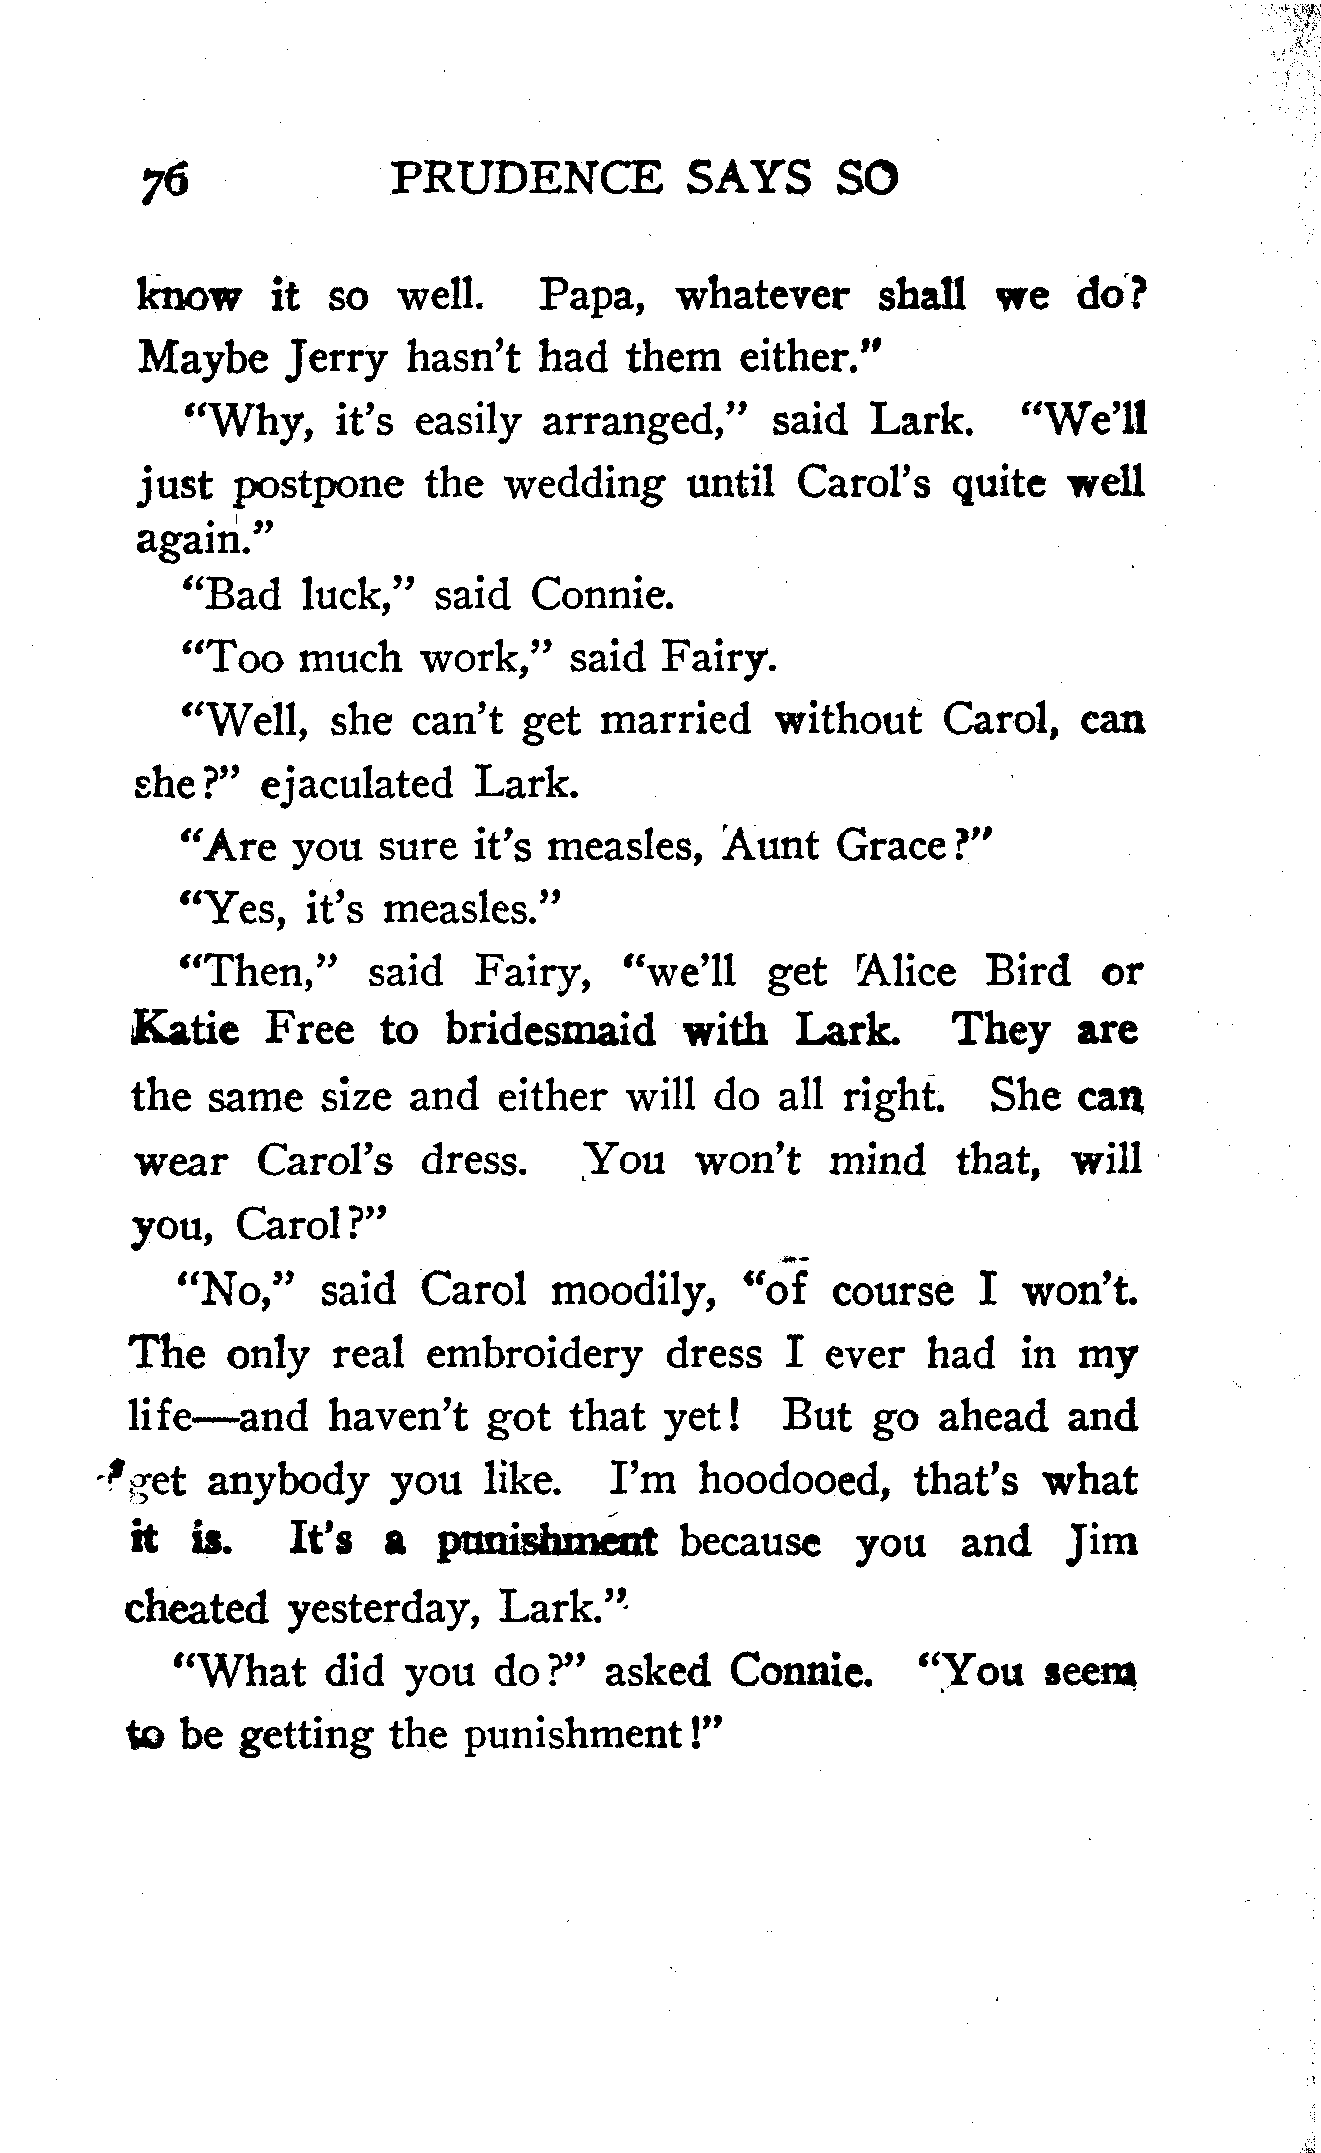 76 PRUDENCE SAYS SO
know it so well. Papa, whatever shall we do?
Maybe Jerry hasn't had them either."
"Why, it's easily arranged," said Lark. "We'll
just postpone the wedding until Carol's quite well
again."
"Bad luck," said Connie.
"Too much work," said Fairy.
"Well, she can't get married without Carol, can
she?" ejaculated Lark.
"Are you sure it's measles, Aunt Grace?"
"Yes, it's measles."
"Then," said Fairy, "we'll get Alice Bird or
Katie Free to bridesmaid with Lark. They are
the same size and either will do all right. She can
wear Carol's dress. You won't mind that, will
you, Carol?"
"No," said Carol moodily, "of course I won't.
The only real embroidery dress I ever had in my
life—and haven't got that yet! But go ahead and
get anybody you like. I'm hoodooed, that's what
it is. It's a punishment because you and Jim
cheated yesterday, Lark."
"What did you do?" asked Connie. "You seem
to be getting the punishment!"